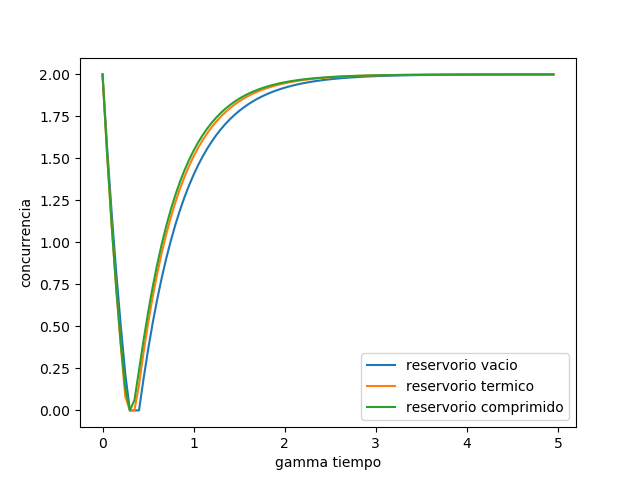 2.00
1.75
1.50
1.25
1.00
0.75
0.50
0.25
0.00
concurrencia
reservorio vacio
reservorio termico
reservorio comprimido
0 1 2 3 4 5
gamma tiempo